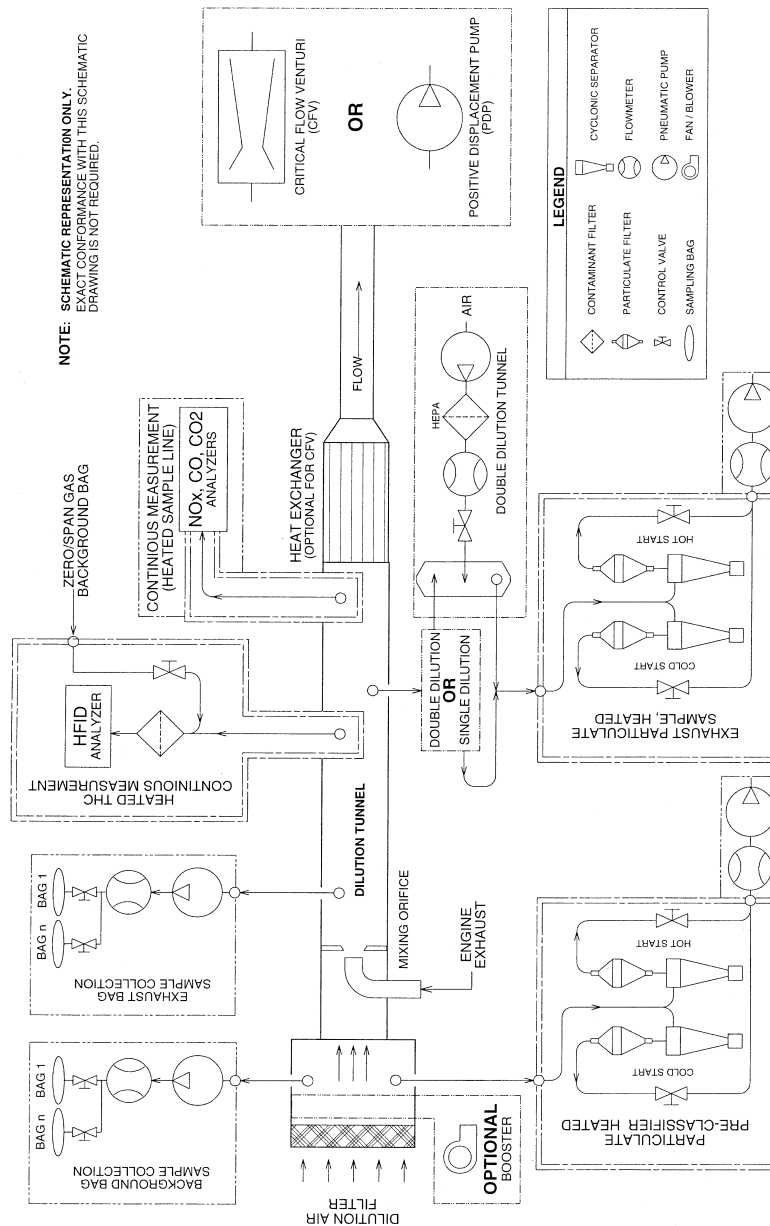 NOTE: SCHEMATIC REPRESENTATION ONLY.
EXACT CONFORMANCE WITH THIS SCHEMATIC
DRAWING IS NOT REQUIRED.
DILUTION AIR
FILTER
BACKGROUND BAG
SAMPLE COLLECTION
BAG n
BAG 1
EXHAUST BAG
SAMPLE COLLECTION
BAG n
BAG 1
HEATED THC
CONTINIOUS MEASUREMENT
HFID
ANALYZER
ZERO/SPAN GAS
BACKGROUND BAG
CONTINIOUS MEASUREMENT
(HEATED SAMPLE LINE)
NOx, CO, CO2
ANALYZERS
HEAT EXCHANGER
(OPTIONAL FOR CFV)
FLOW
CRITICAL FLOW VENTURI
(CFV)
OR
POSITIVE DISPLACEMENT PUMP
(PDP)
DILUTION TUNNEL
MIXING ORIFICE
ENGINE
EXHAUST
OPTIONAL
BOOSTER
DOUBLE DILUTION
OR
SINGLE DILUTION
HEPA
AIR
DOUBLE DILUTION TUNNEL
PARTICULATE
PRE-CLASSIFIER HEATED
COLD START
HOT START
EXHAUST PARTICULATE
SAMPLE, HEATED
COLD START
HOT START
LEGEND
CONTAMINANT FILTER
PARTICULATE FILTER
CONTROL VALVE
SAMPLING BAG
CYCLONIC SEPARATOR
FLOWMETER
PNEUMATIC PUMP
FAN / BLOWER